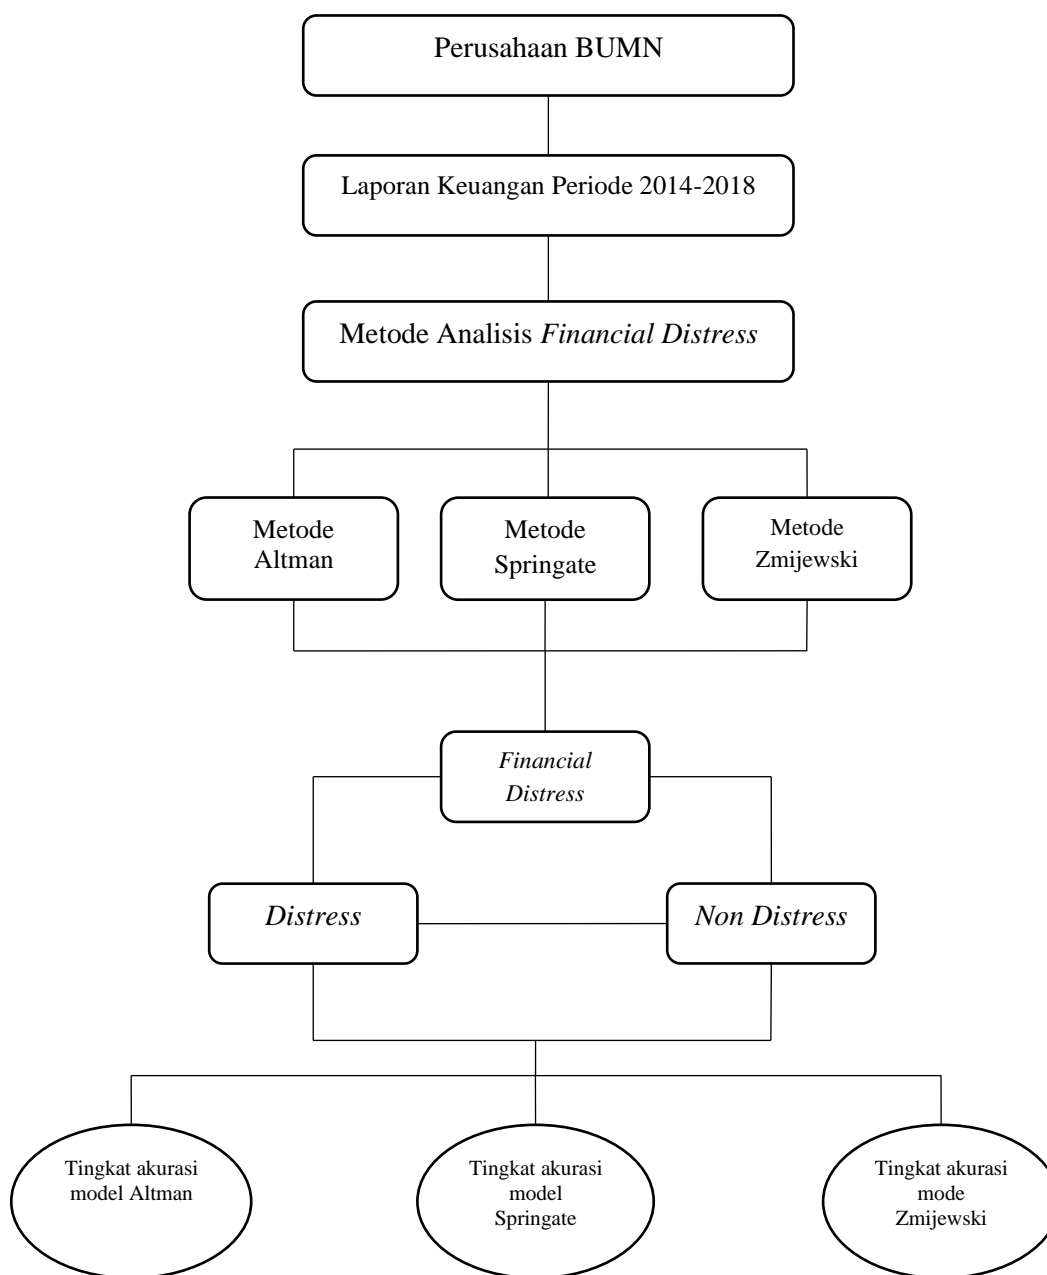 Perusahaan BUMN
Laporan Keuangan Periode 2014-2018
Metode Analisis Financial Distress
Metode
Altman
Metode
Springate
Metode
Zmijewski
Financial
Distress
Distress
Non Distress
Tingkat akurasi
model Altman
Tingkat akurasi
model
Springate
Tingkat akurasi
mode
Zmijewski